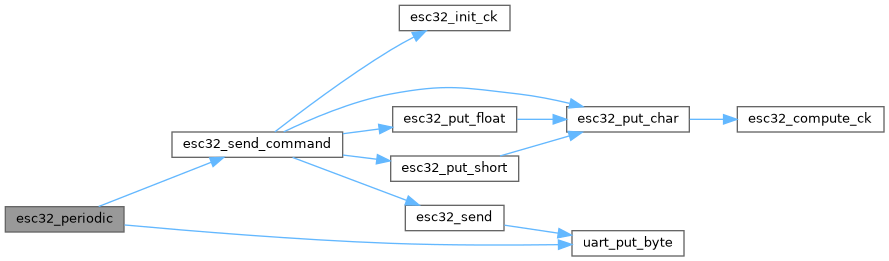 esc32_init_ck
esc32_put_float
esc32_put_char
esc32_compute_ck
esc32_send_command
esc32_put_short
esc32_periodic
esc32_send
uart_put_byte